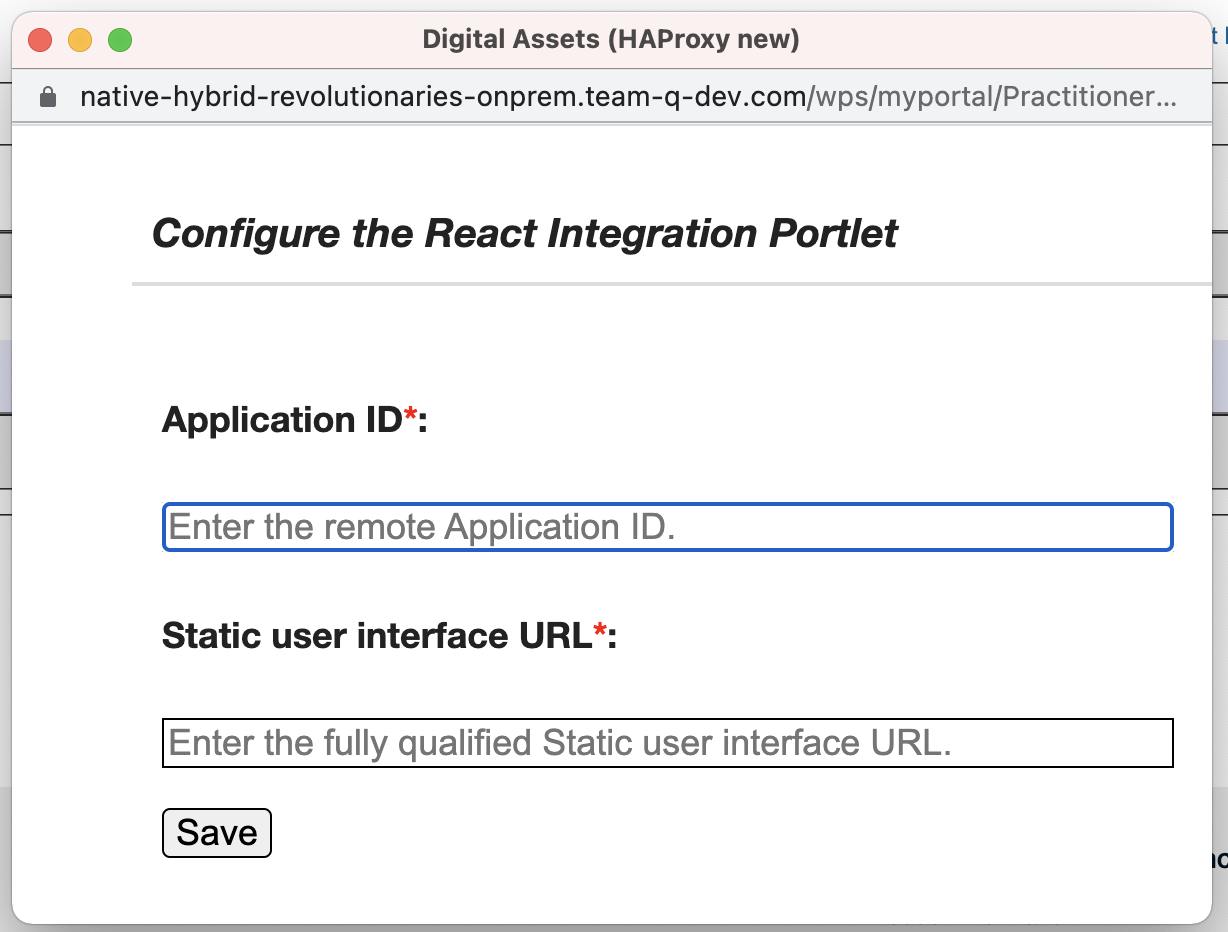 Digital Assets (HAProxy new)
native-hybrid-revolutionaries-onprem.team-q-dev.com/wps/myportal/Practitioner...
Configure the React Integration Portlet
Application ID*:
Enter the remote Application ID.
Static user interface URL*:
Enter the fully qualified Static user interface URL.
Save